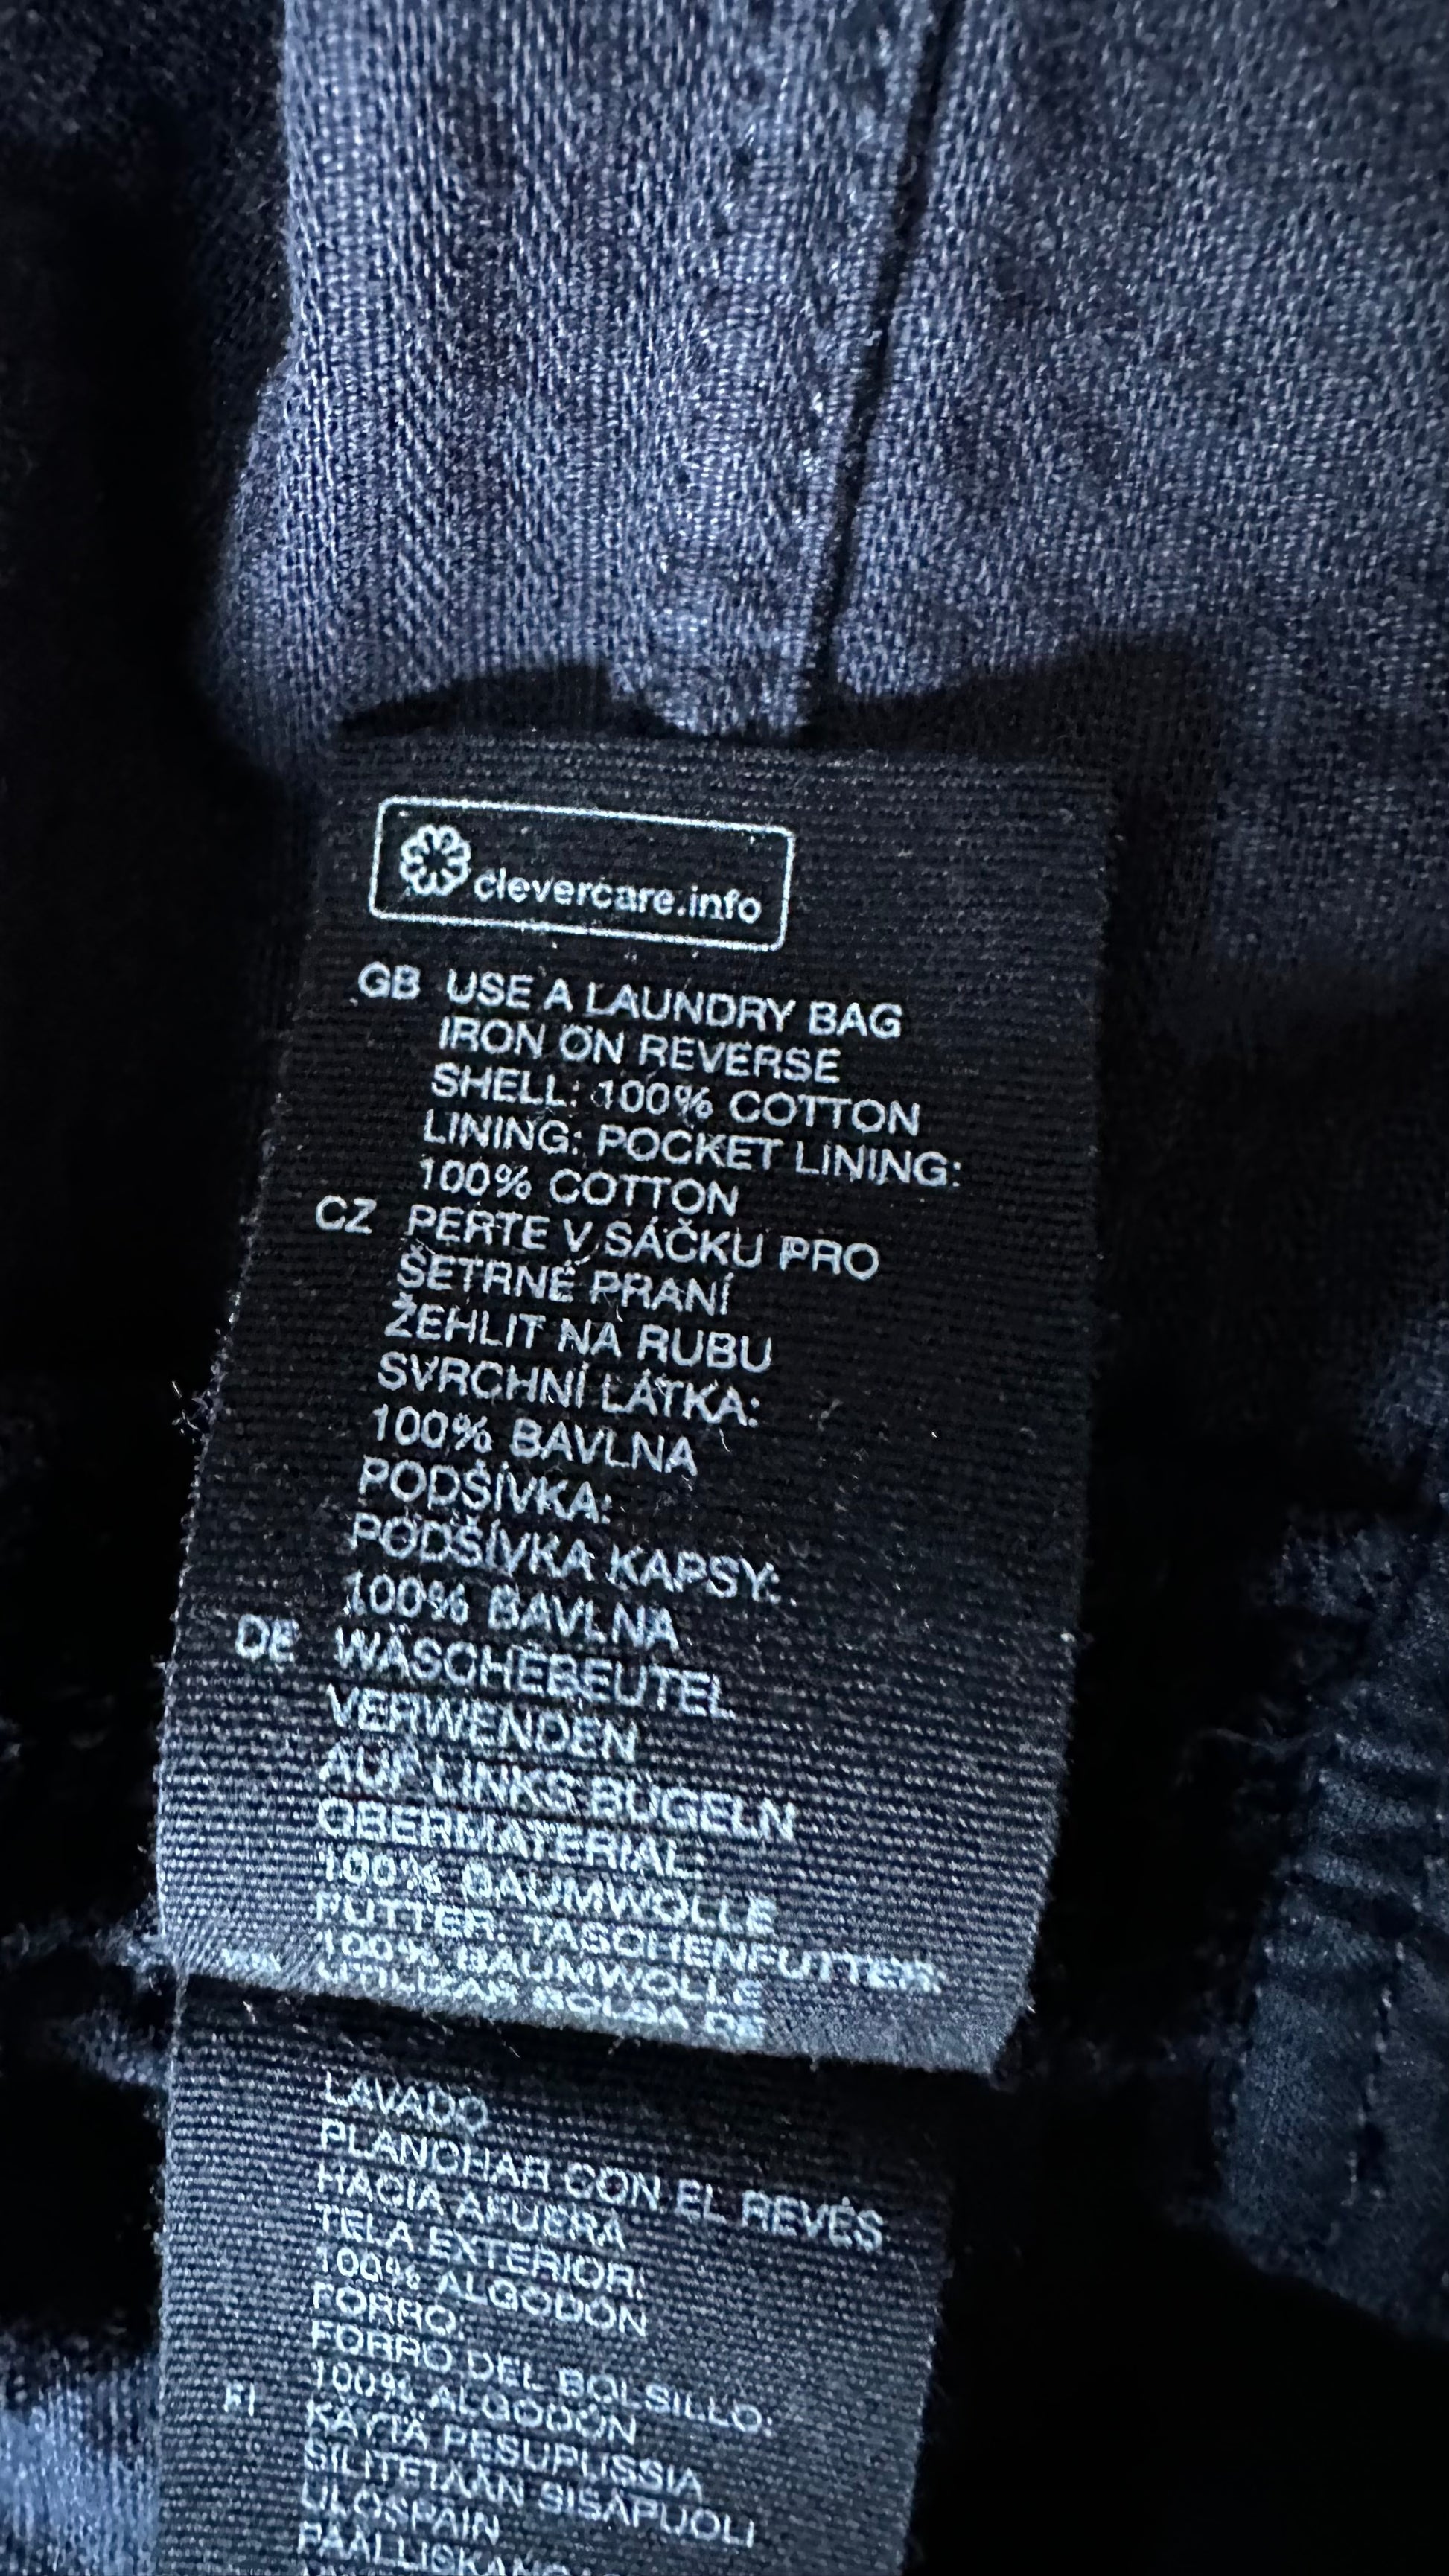 clevercare.info
GB USE A LAUNDRY BAG
IRON ON REVERSE
SHELL: 100% COTTON
LINING: POCKET LINING:
100% COTTON
CZ PERTE V SÁČKU PRO
ŠETRNÉ PRANÍ
ŽEHLIT NA RUBU
SVRCHNÍ LÁTKA:
100% BAVLNA
PODŠÍVKA:
PODŠÍVKA KAPSY:
100% BAVLNA
DE WÄSCHEBEUTEL
VERWENDEN
AUF LINKS BÜGELN
OBERMATERIAL:
100% BAUMWOLLE
FUTTER: TASCHENFUTTER:
100% BAUMWOLLE
UTILIZAR BOLSA DE
LAVADO
PLANCHAR CON EL REVÉS
HACIA AFUERA
TELA EXTERIOR:
100% ALGODÓN
FORRO:
FORRO DEL BOLSILLO:
100% ALGODÓN
FI KÄYTÄ PESUPUSSIA
SILITETÄÄN SISÄPUOLI
ULOSPÄIN